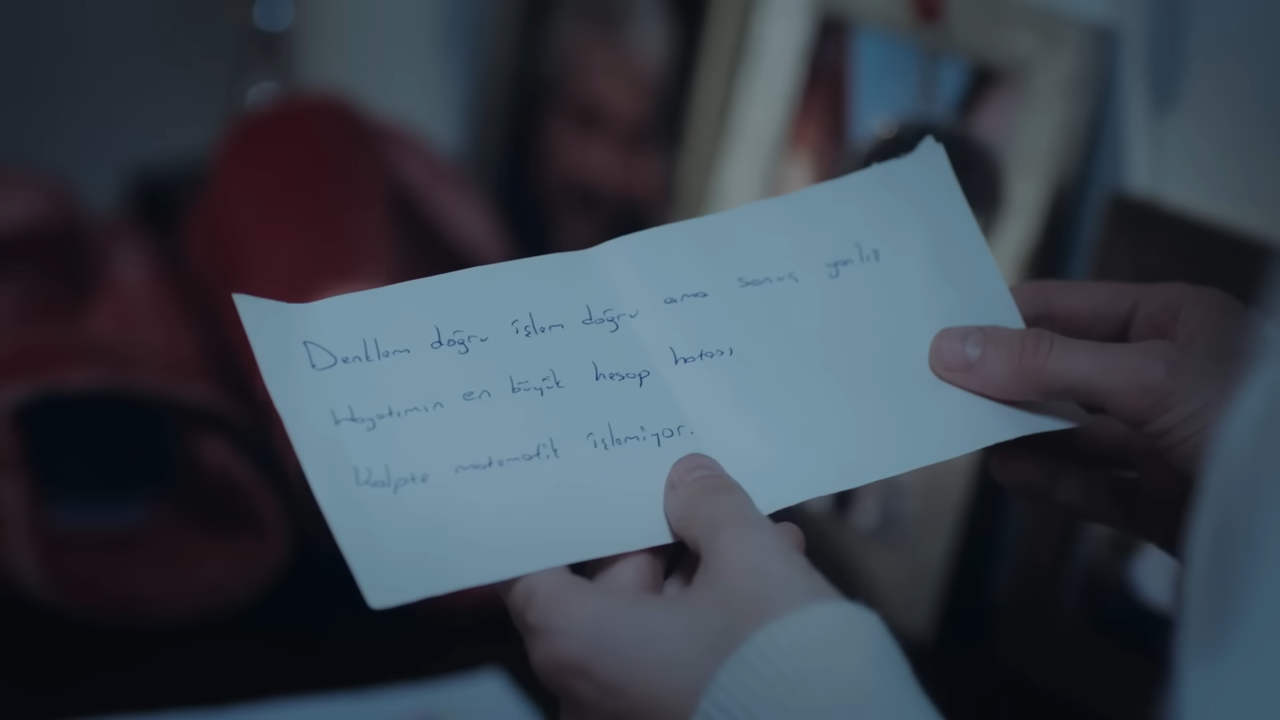 Denklem doğru işlem doğru ama sonuç yanlış
Hayatımın en büyük hesap hatası
Kalpte matematik işlemiyor.